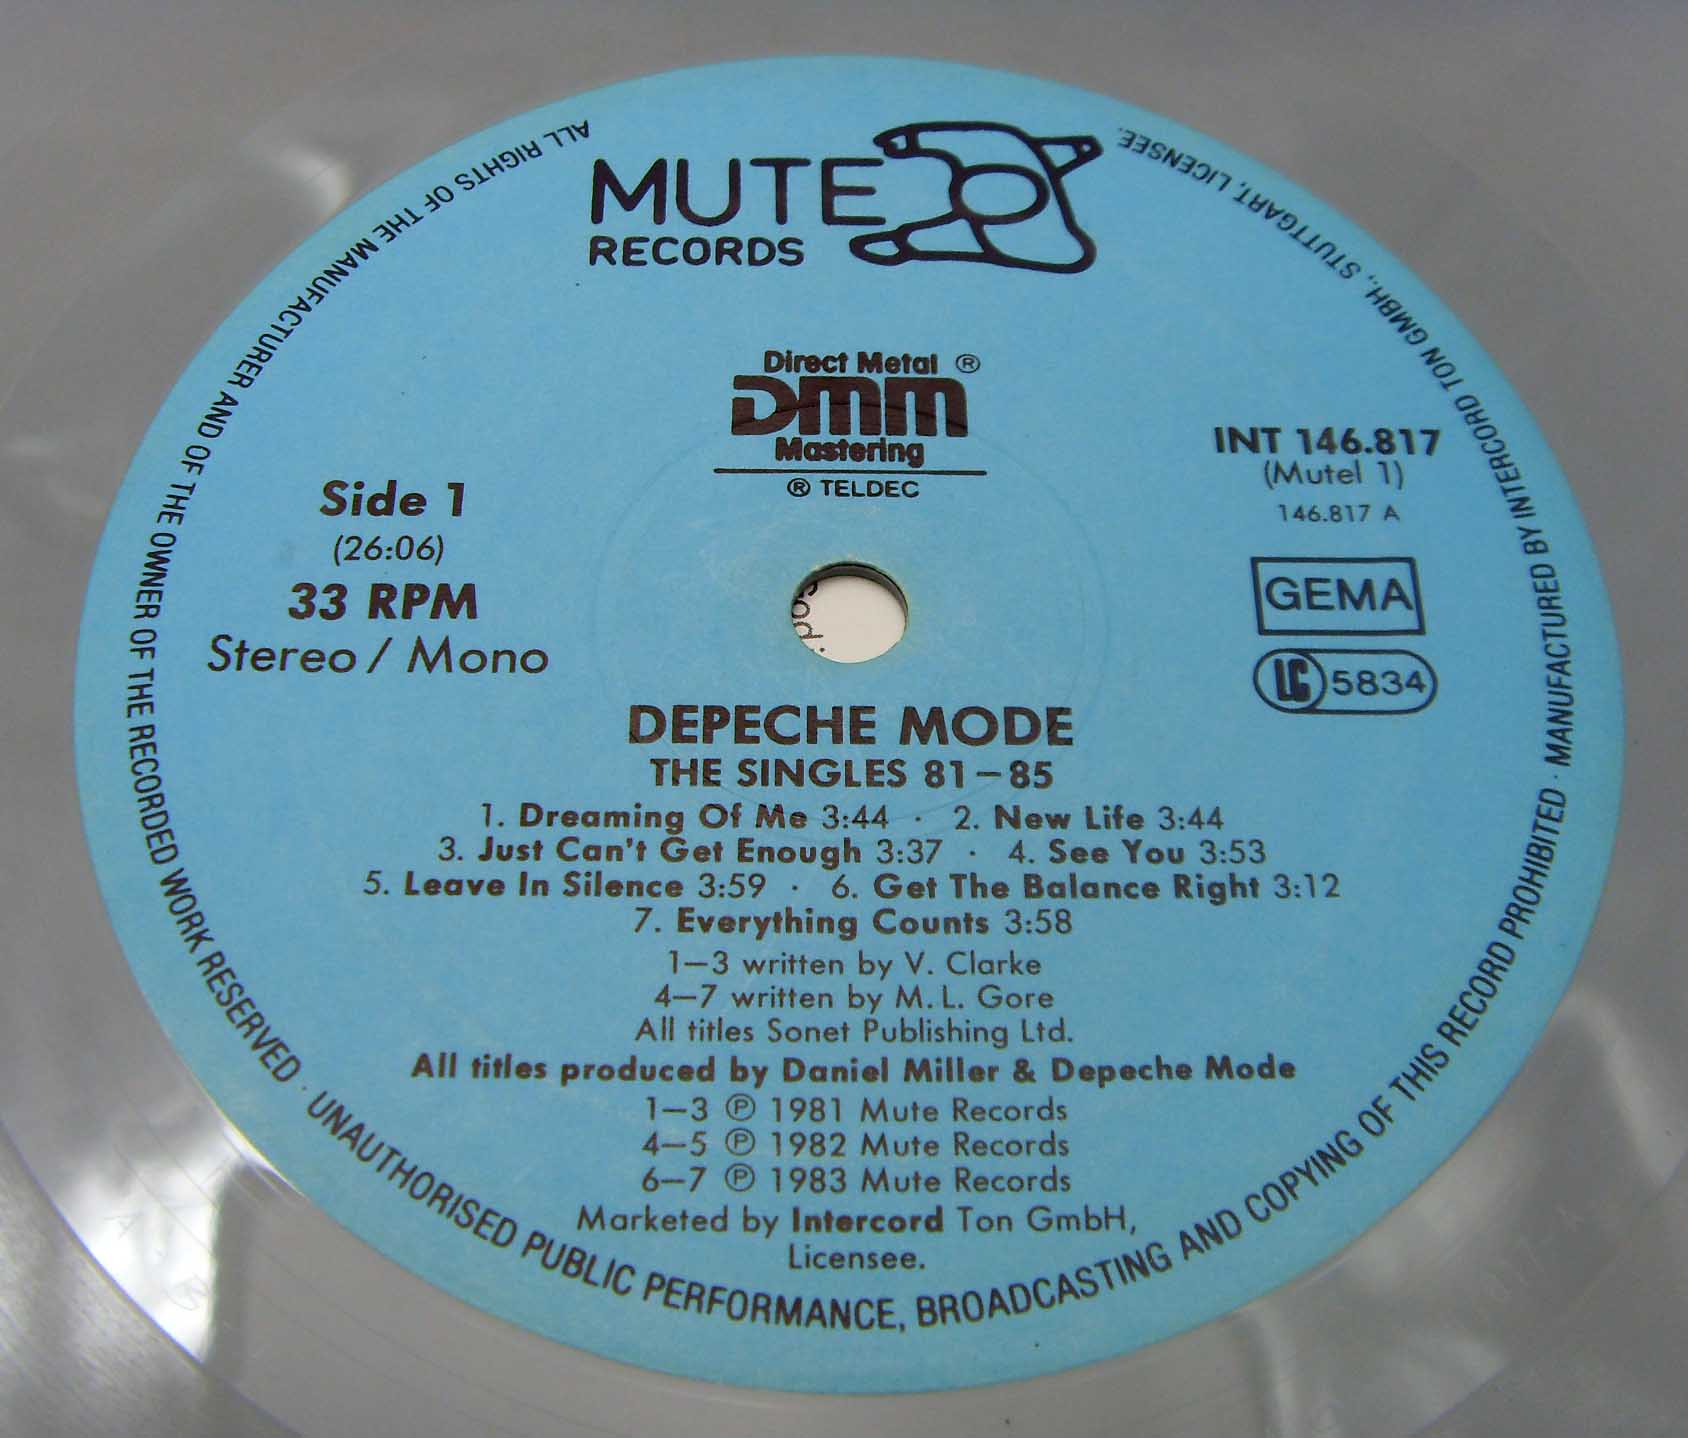 MUTE
RECORDS
Direct Metal ®
DMM
Mastering
® TELDEC
Side 1
(26:06)
33 RPM
Stereo / Mono
INT 146.817
(Mutel 1)
146.817 A
GEMA
LC 5834
DEPECHE MODE
THE SINGLES 81–85
1. Dreaming Of Me 3:44 · 2. New Life 3:44
3. Just Can't Get Enough 3:37 · 4. See You 3:53
5. Leave In Silence 3:59 · 6. Get The Balance Right 3:12
7. Everything Counts 3:58
1–3 written by V. Clarke
4–7 written by M. L. Gore
All titles Sonet Publishing Ltd.
All titles produced by Daniel Miller & Depeche Mode
1–3 ℗ 1981 Mute Records
4–5 ℗ 1982 Mute Records
6–7 ℗ 1983 Mute Records
Marketed by Intercord Ton GmbH,
Licensee.
ALL RIGHTS OF THE MANUFACTURER AND OF THE OWNER OF THE RECORDED WORK RESERVED · UNAUTHORISED PUBLIC PERFORMANCE, BROADCASTING AND COPYING OF THIS RECORD PROHIBITED · MANUFACTURED BY INTERCORD TON GMBH., STUTTGART, LICENSEE.